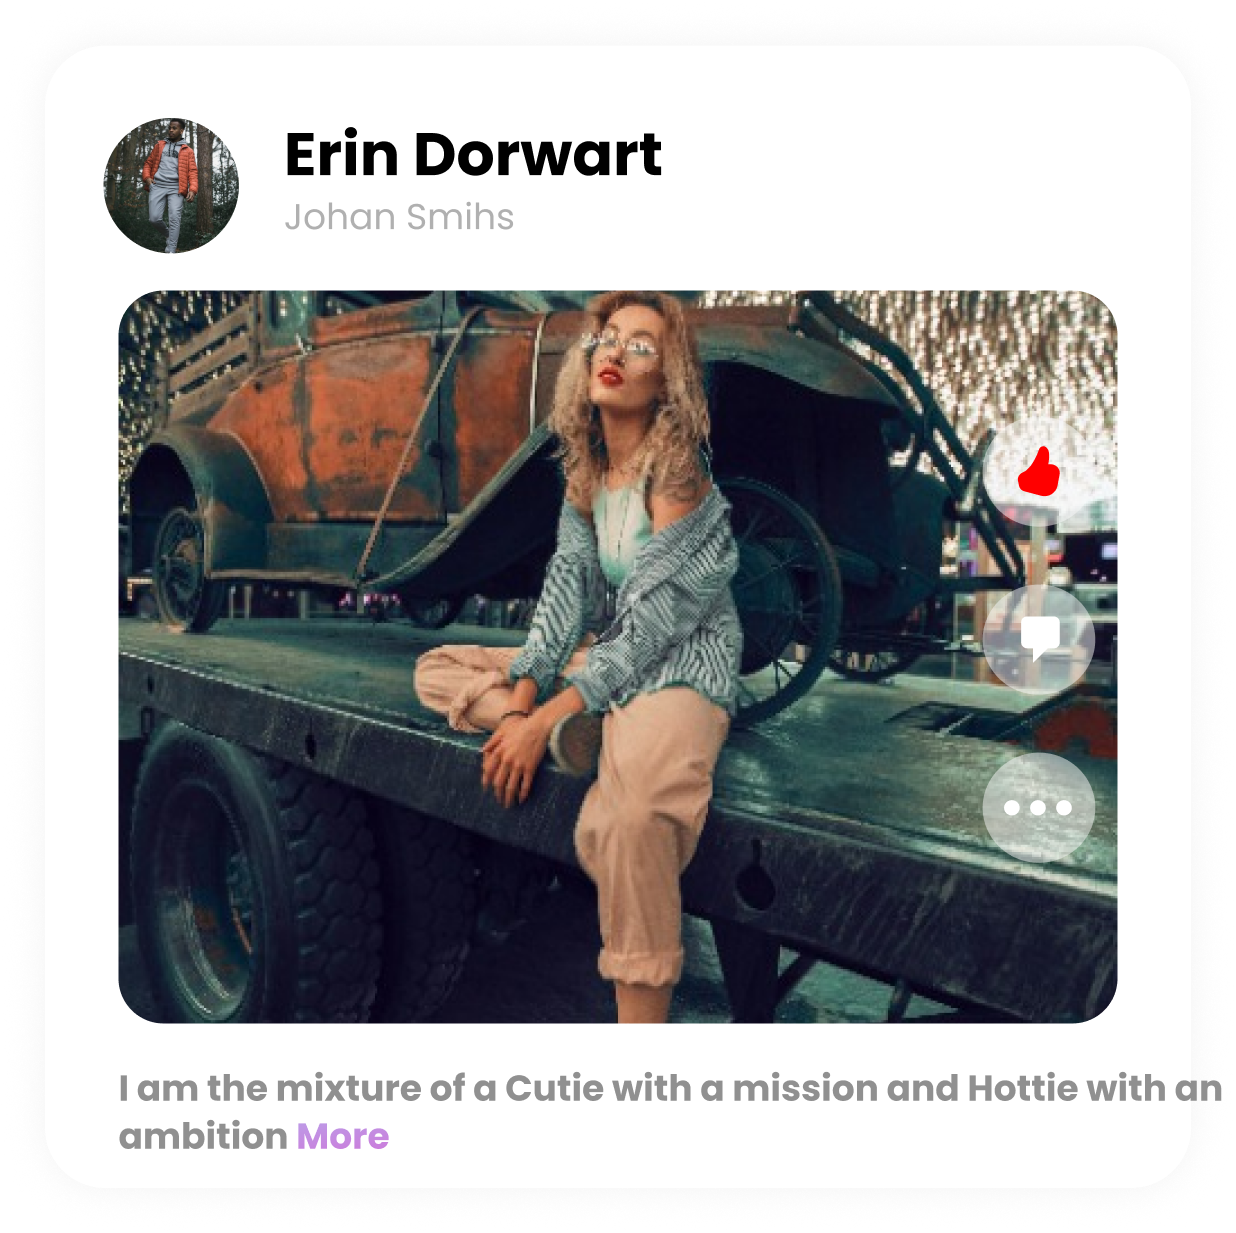 Erin Dorwart
Johan Smihs
I am the mixture of a Cutie with a mission and Hottie with an
ambition More